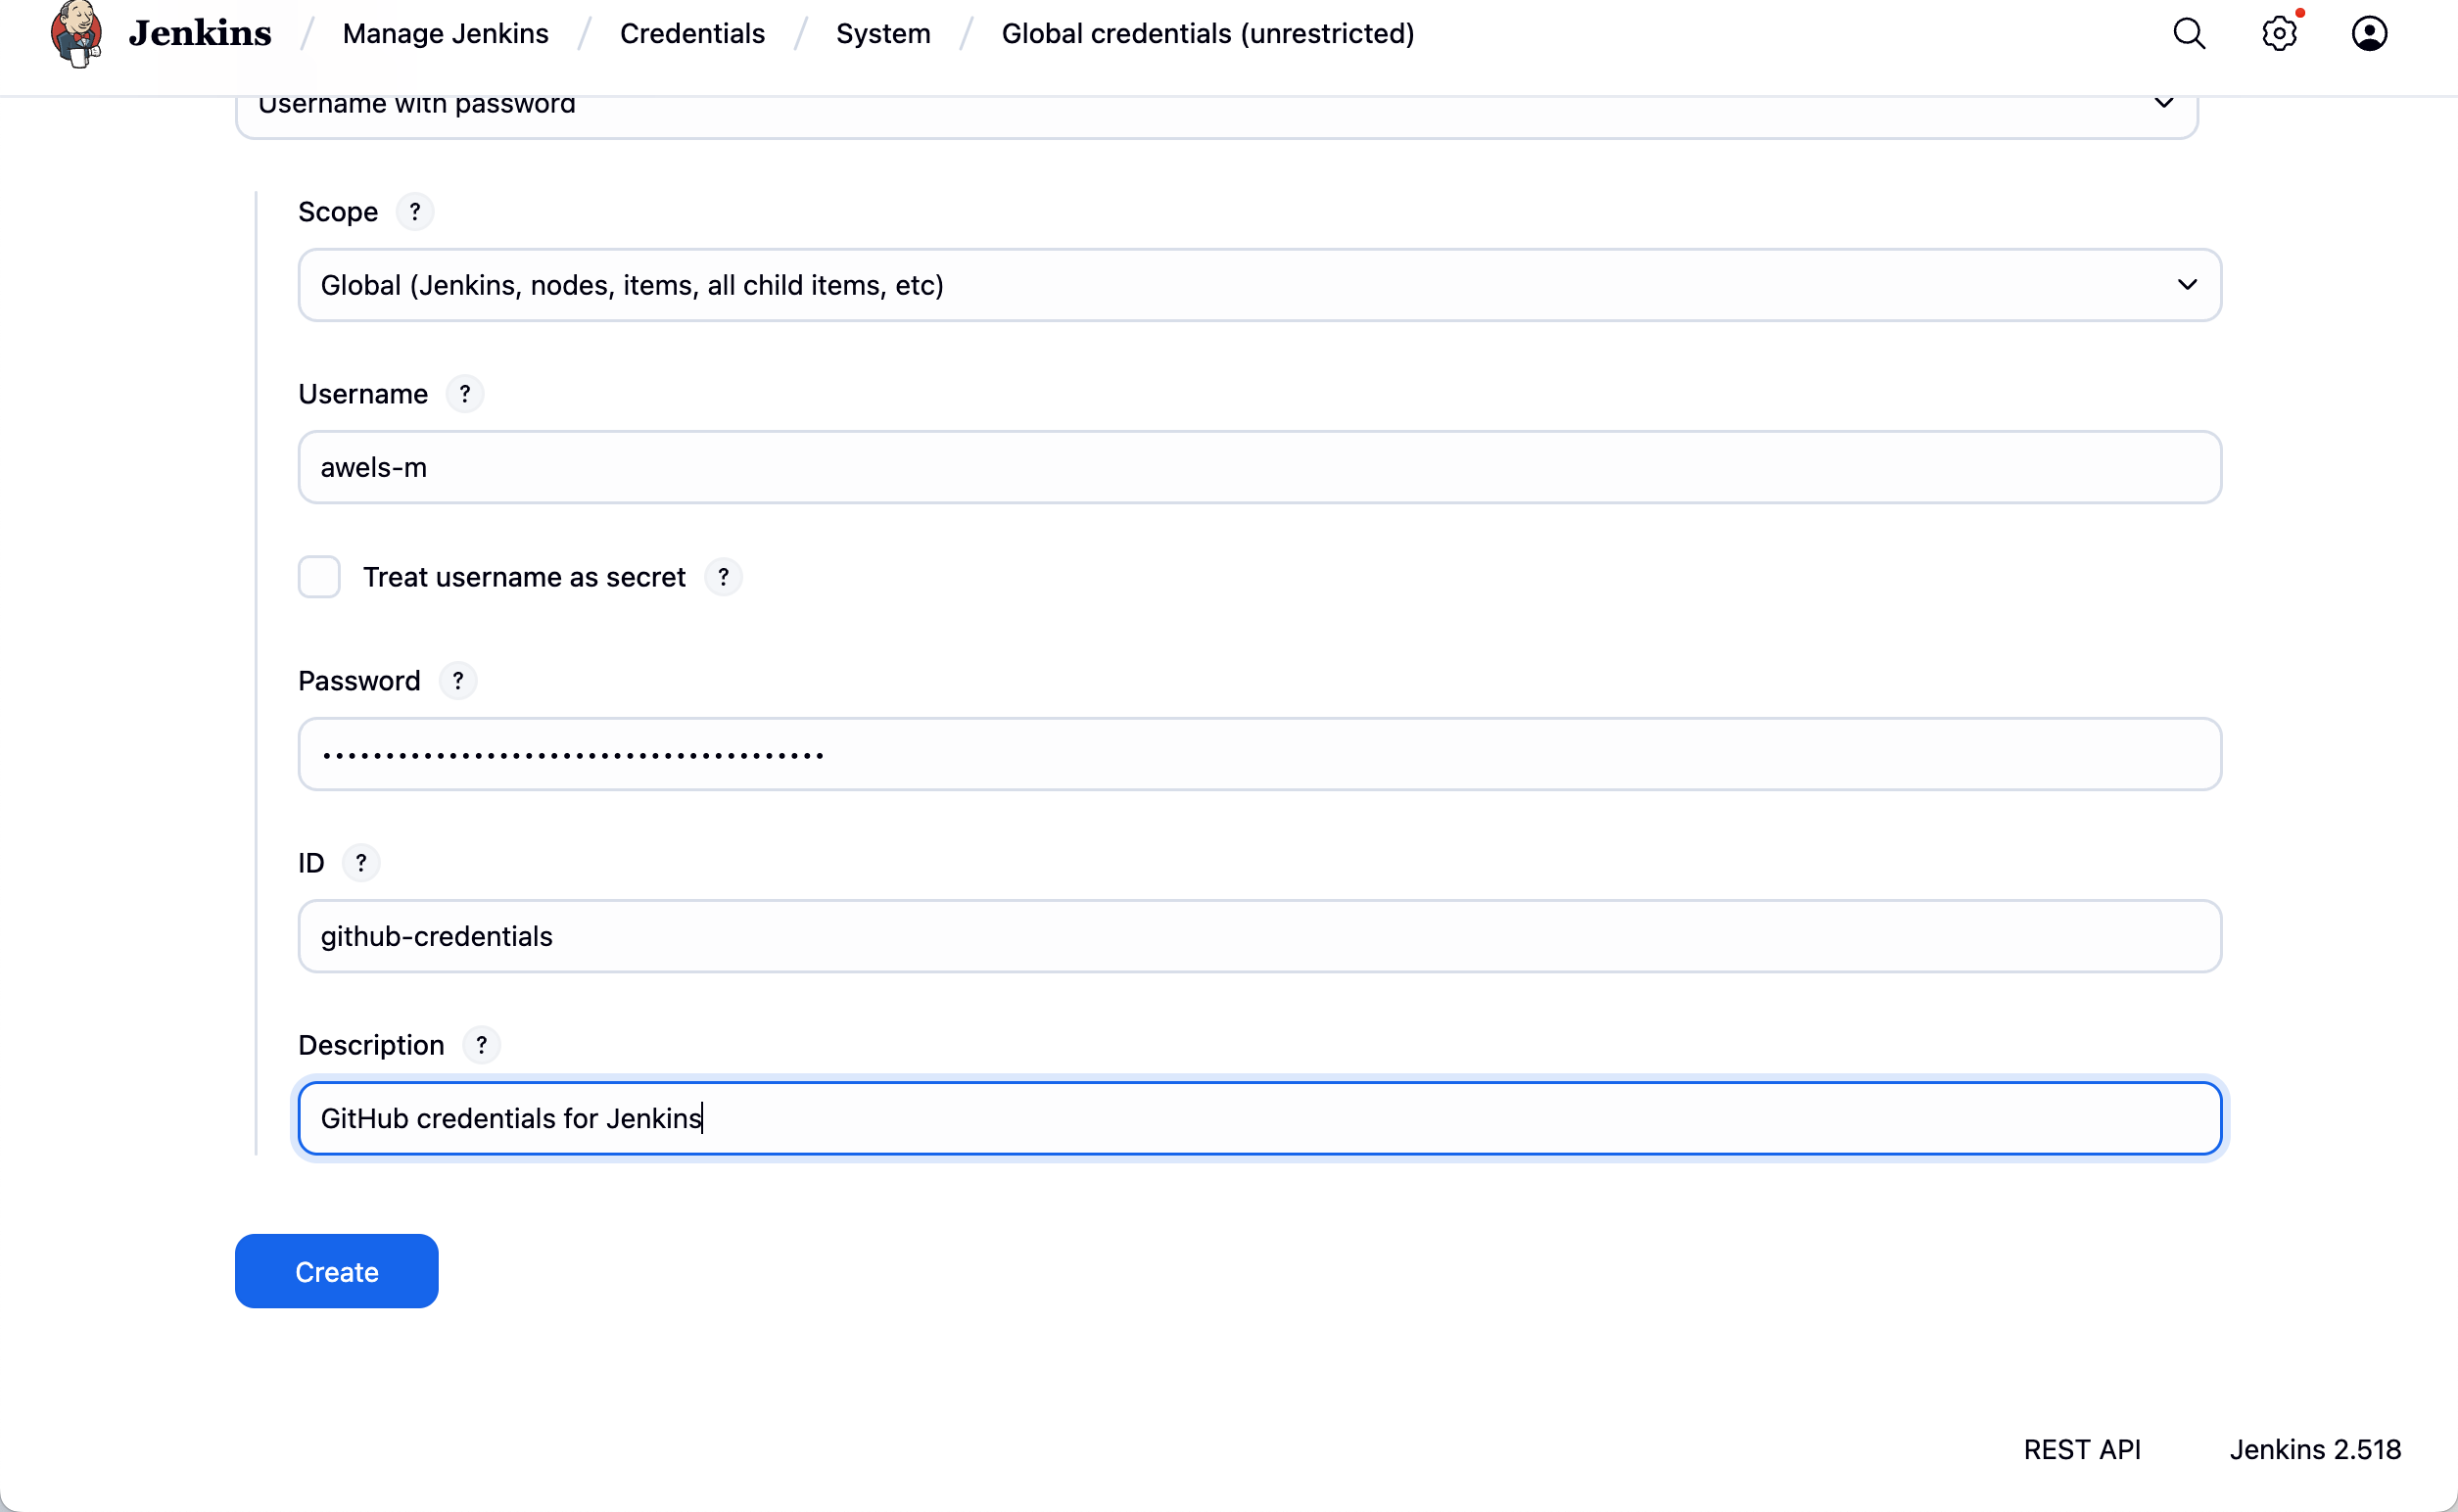 Jenkins / Manage Jenkins / Credentials / System / Global credentials (unrestricted)
Username with password
Scope ?
Global (Jenkins, nodes, items, all child items, etc)
Username ?
awels-m
Treat username as secret ?
Password ?
••••••••••••••••••••••••••••••••••••••••
ID ?
github-credentials
Description ?
GitHub credentials for Jenkins
Create
REST API Jenkins 2.518